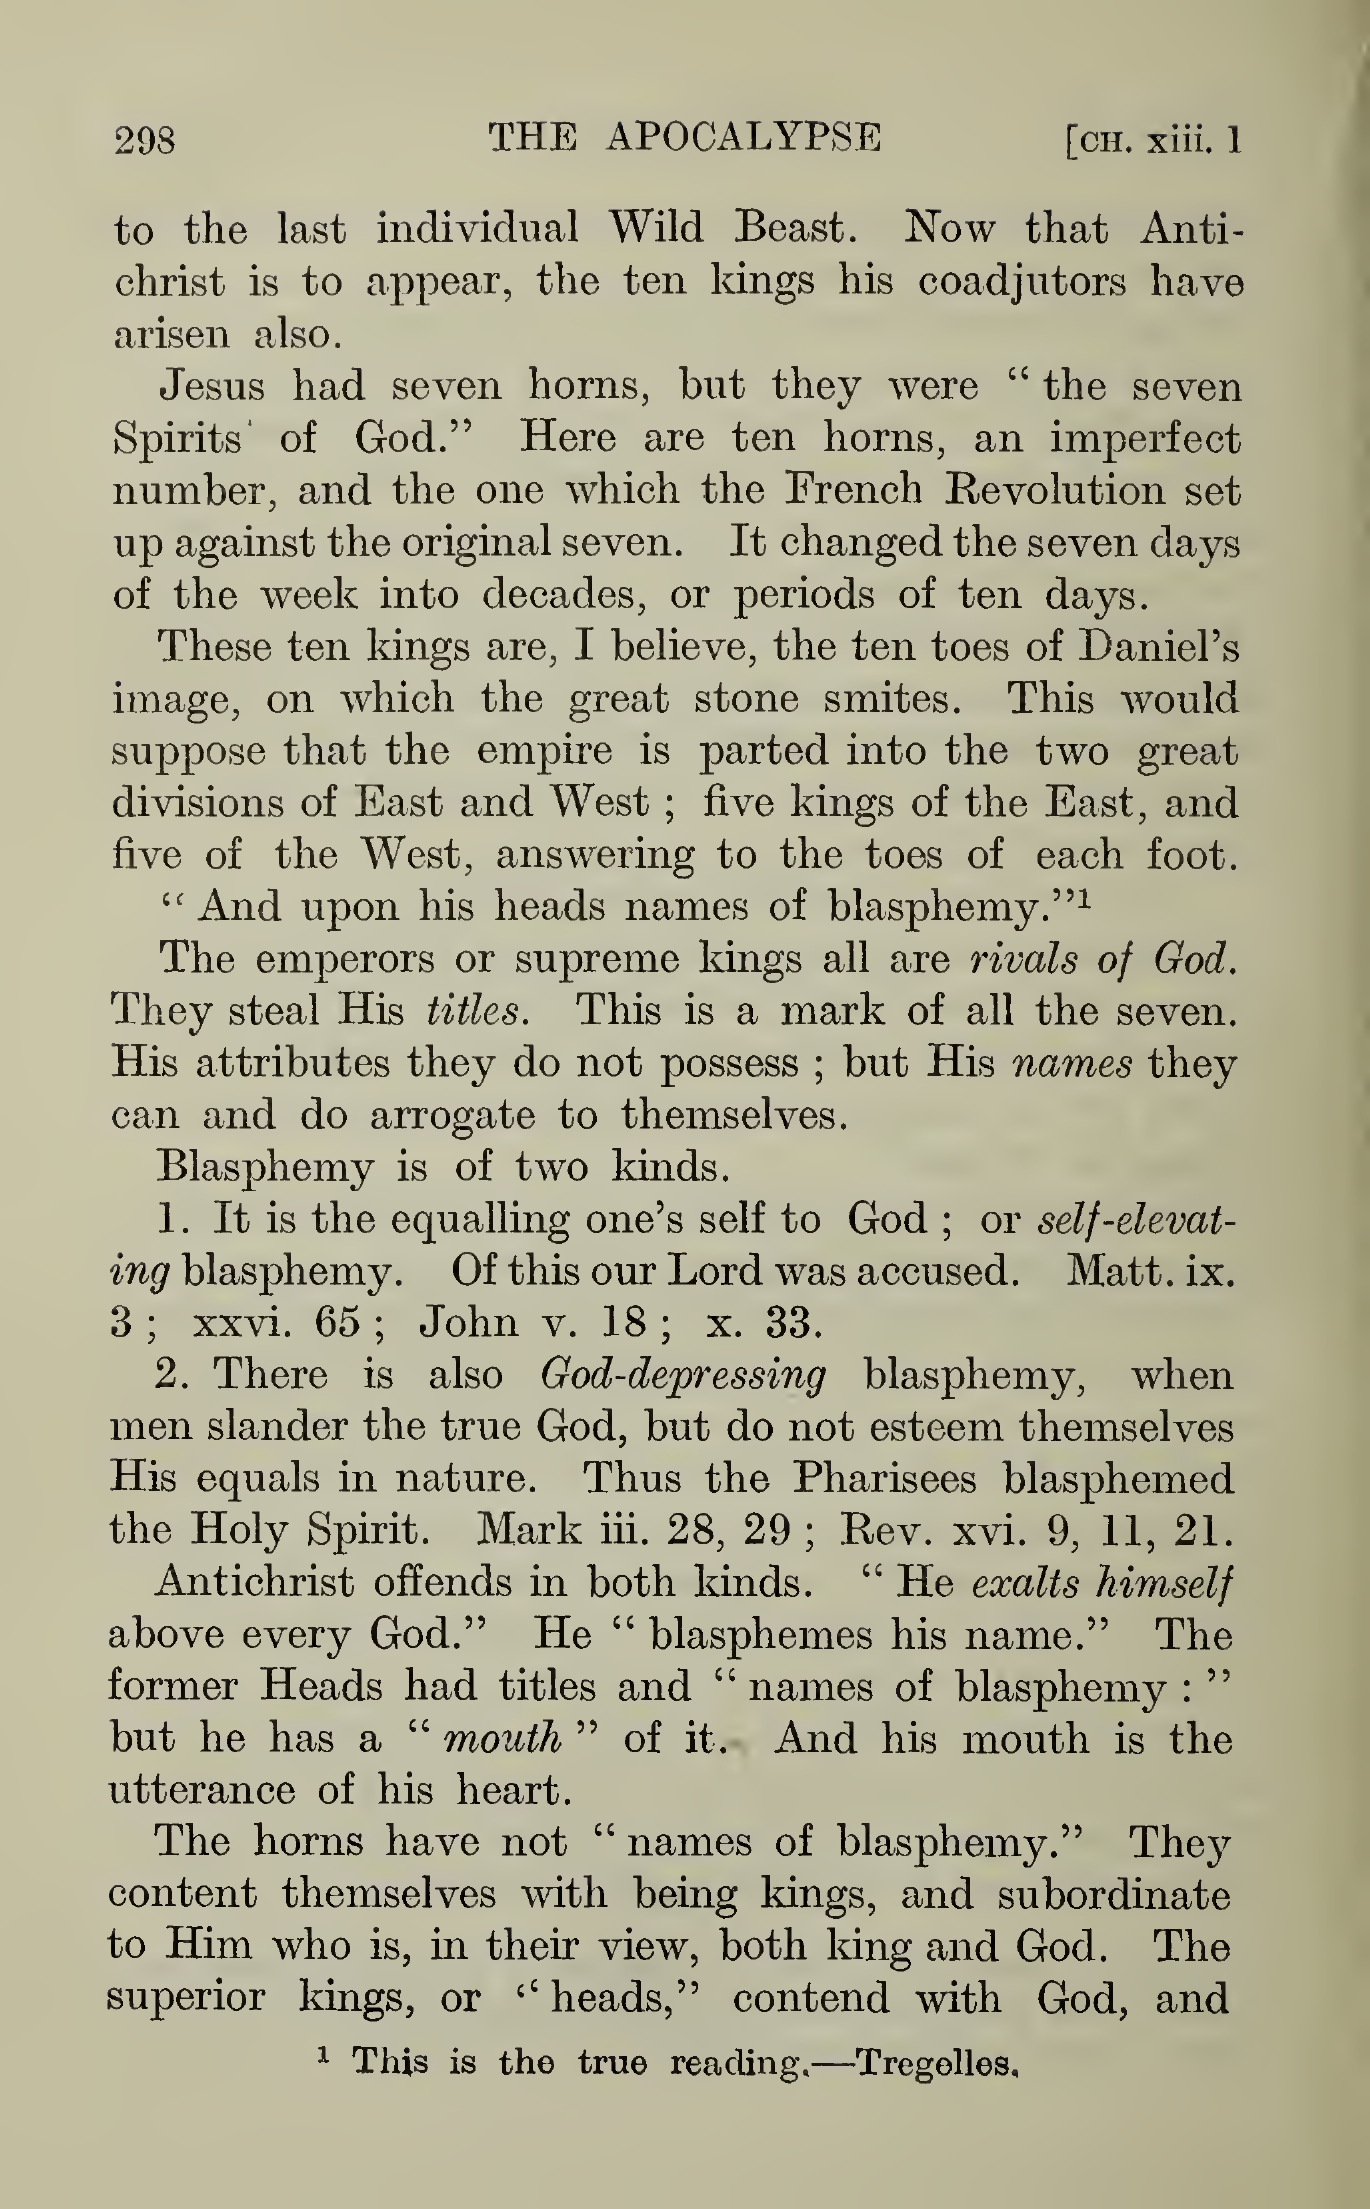 298 THE APOCALYPSE [CH. xiii. 1
to the last individual Wild Beast. Now that Anti-
christ is to appear, the ten kings his coadjutors have
arisen also.
Jesus had seven horns, but they were “ the seven
Spirits of God.” Here are ten horns, an imperfect
number, and the one which the French Revolution set
up against the original seven. It changed the seven days
of the week into decades, or periods of ten days.
These ten kings are, I believe, the ten toes of Daniel’s
image, on which the great stone smites. This would
suppose that the empire is parted into the two great
divisions of East and West ; five kings of the East, and
five of the West, answering to the toes of each foot.
“ And upon his heads names of blasphemy.”¹
The emperors or supreme kings all are rivals of God.
They steal His titles. This is a mark of all the seven.
His attributes they do not possess ; but His names they
can and do arrogate to themselves.
Blasphemy is of two kinds.
1. It is the equalling one’s self to God ; or self-elevat-
ing blasphemy. Of this our Lord was accused. Matt. ix.
3 ; xxvi. 65 ; John v. 18 ; x. 33.
2. There is also God-depressing blasphemy, when
men slander the true God, but do not esteem themselves
His equals in nature. Thus the Pharisees blasphemed
the Holy Spirit. Mark iii. 28, 29 ; Rev. xvi. 9, 11, 21.
Antichrist offends in both kinds. “ He exalts himself
above every God.” He “ blasphemes his name.” The
former Heads had titles and “ names of blasphemy : ”
but he has a “ mouth ” of it. And his mouth is the
utterance of his heart.
The horns have not “ names of blasphemy.” They
content themselves with being kings, and subordinate
to Him who is, in their view, both king and God. The
superior kings, or “ heads,” contend with God, and
¹ This is the true reading.—Tregelles.